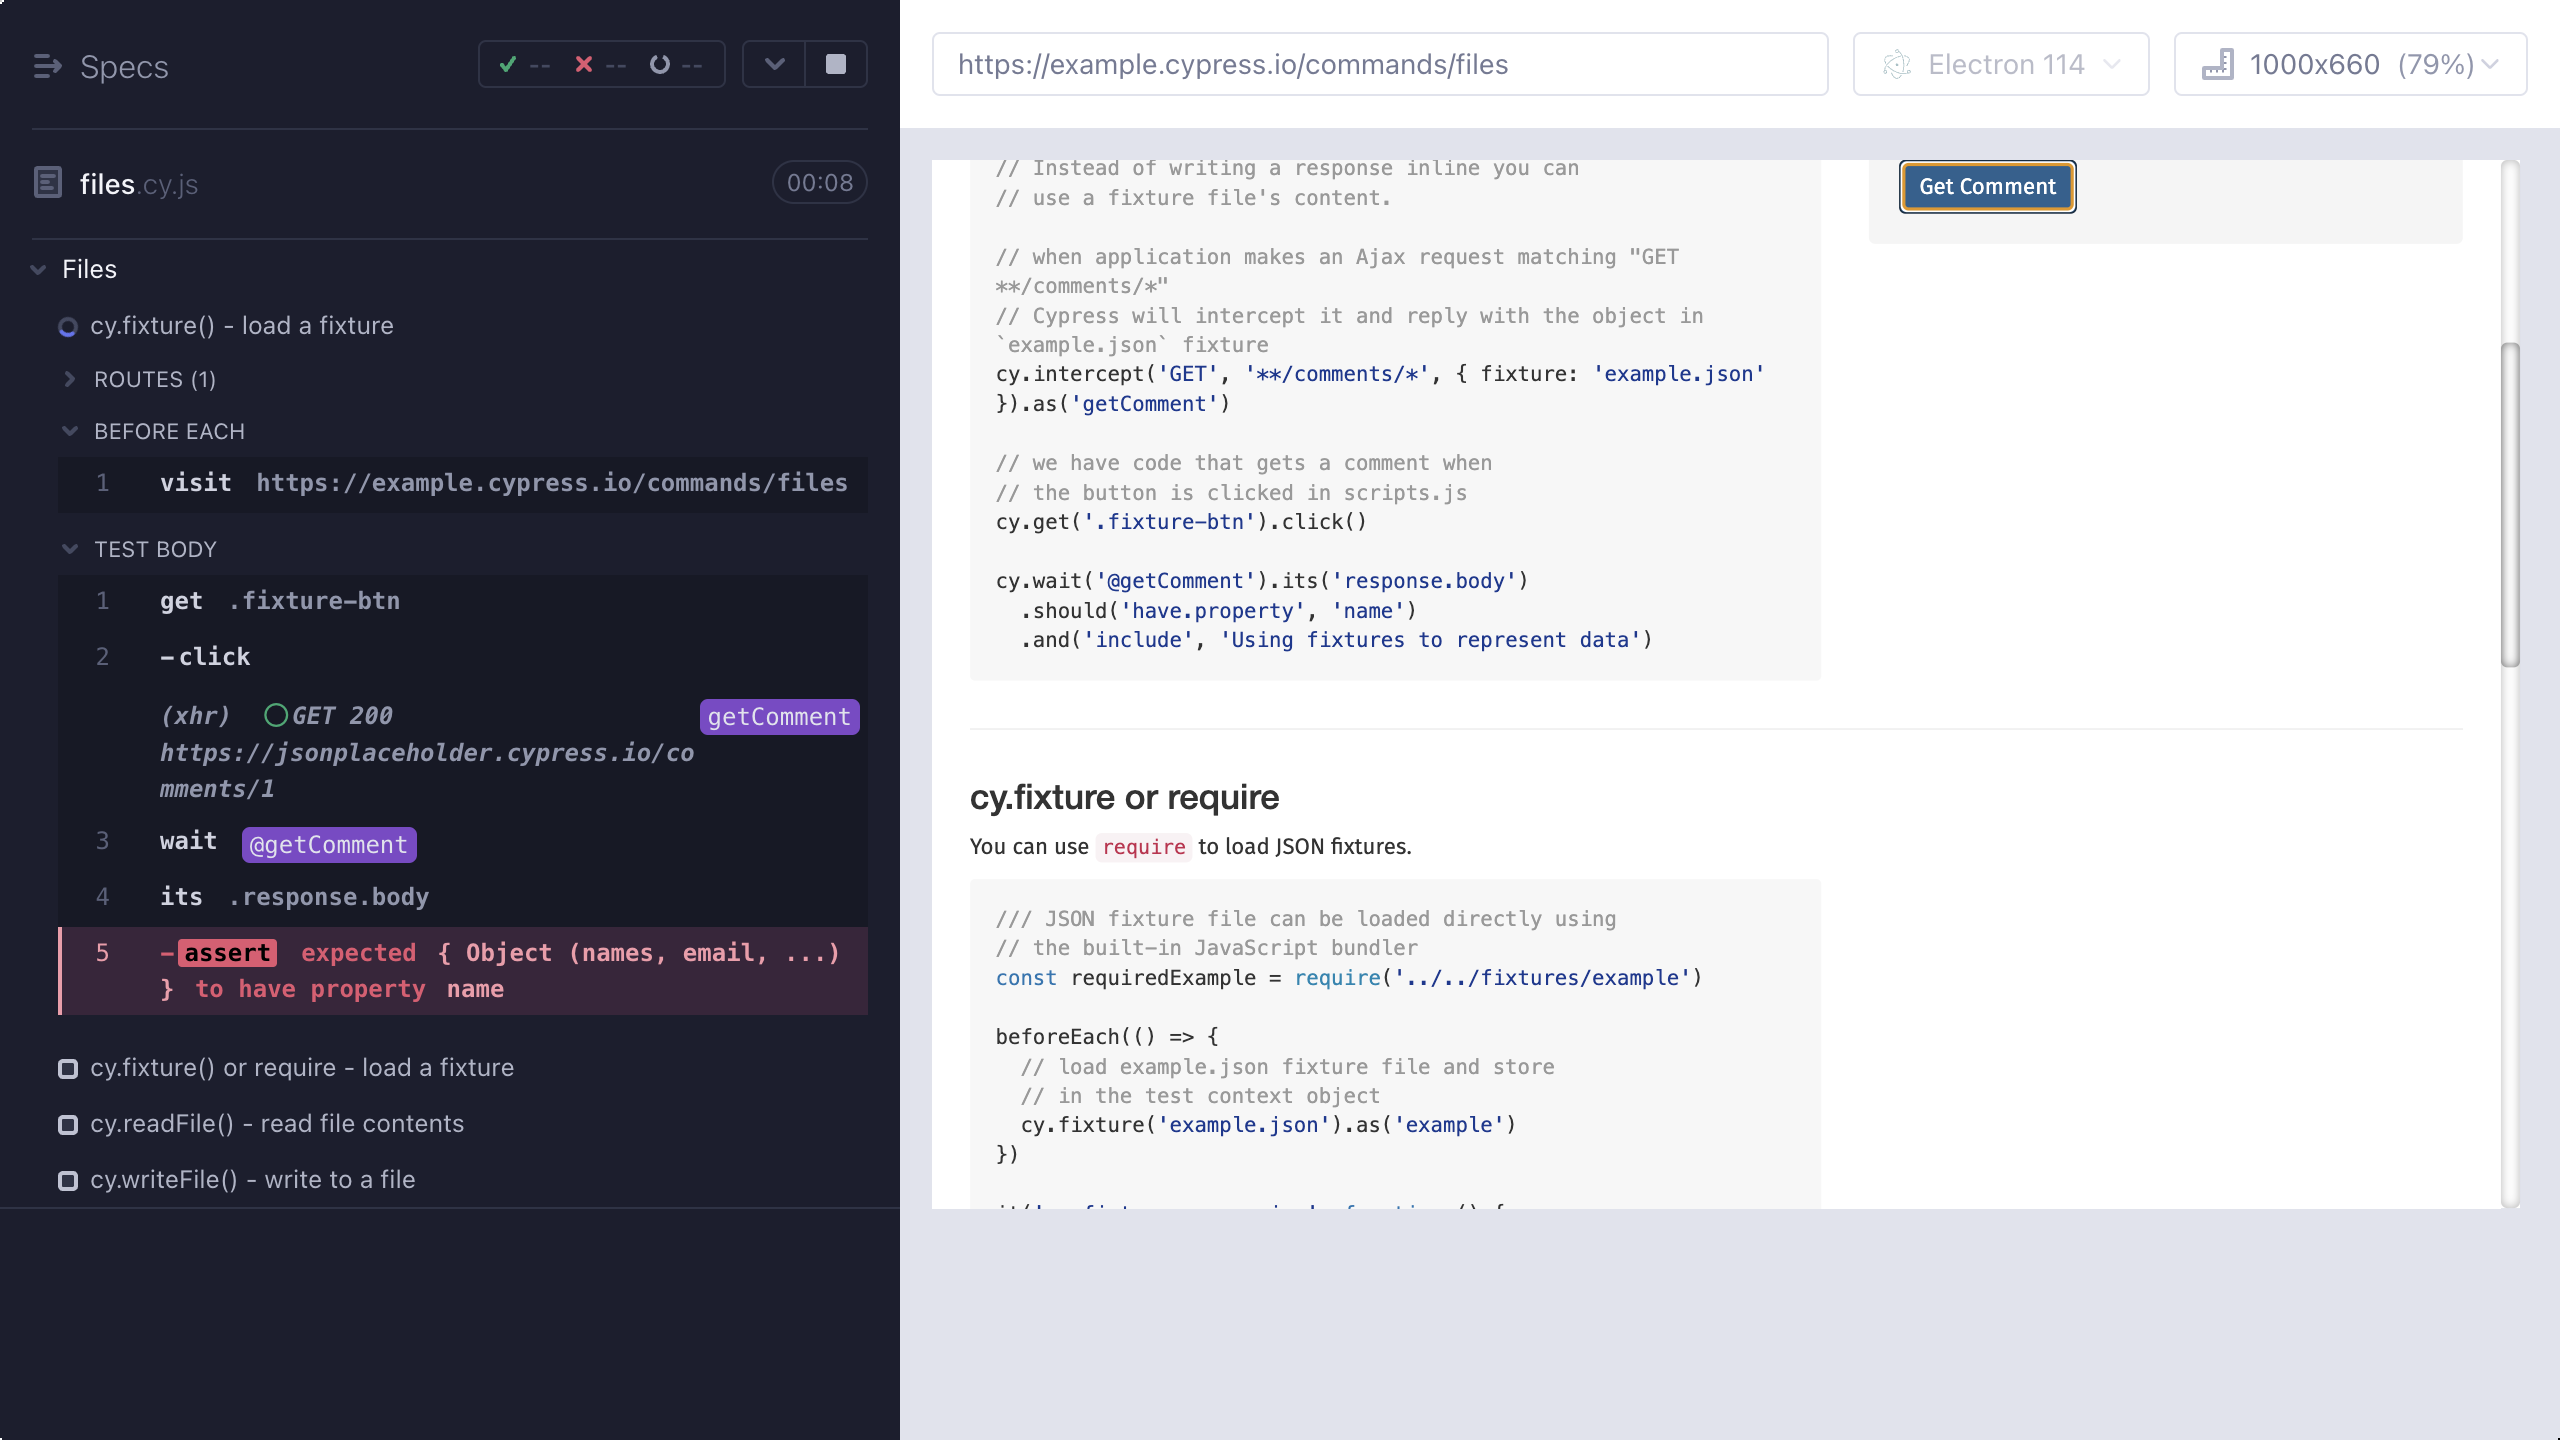 Specs
-- -- --
files.cy.js 00:08
Files
cy.fixture() - load a fixture
ROUTES (1)
BEFORE EACH
1 visit https://example.cypress.io/commands/files
TEST BODY
1 get .fixture-btn
2 -click
(xhr) GET 200 getComment
https://jsonplaceholder.cypress.io/co
mments/1
3 wait @getComment
4 its .response.body
5 -assert expected { Object (names, email, ...)
} to have property name
cy.fixture() or require - load a fixture
cy.readFile() - read file contents
cy.writeFile() - write to a file
https://example.cypress.io/commands/files
Electron 114
1000x660 (79%)
// Instead of writing a response inline you can
// use a fixture file's content.
// when application makes an Ajax request matching "GET
**/comments/*"
// Cypress will intercept it and reply with the object in
`example.json` fixture
cy.intercept('GET', '**/comments/*', { fixture: 'example.json'
}).as('getComment')
// we have code that gets a comment when
// the button is clicked in scripts.js
cy.get('.fixture-btn').click()
cy.wait('@getComment').its('response.body')
.should('have.property', 'name')
.and('include', 'Using fixtures to represent data')
Get Comment
cy.fixture or require
You can use require to load JSON fixtures.
/// JSON fixture file can be loaded directly using
// the built-in JavaScript bundler
const requiredExample = require('../../fixtures/example')
beforeEach(() => {
// load example.json fixture file and store
// in the test context object
cy.fixture('example.json').as('example')
})